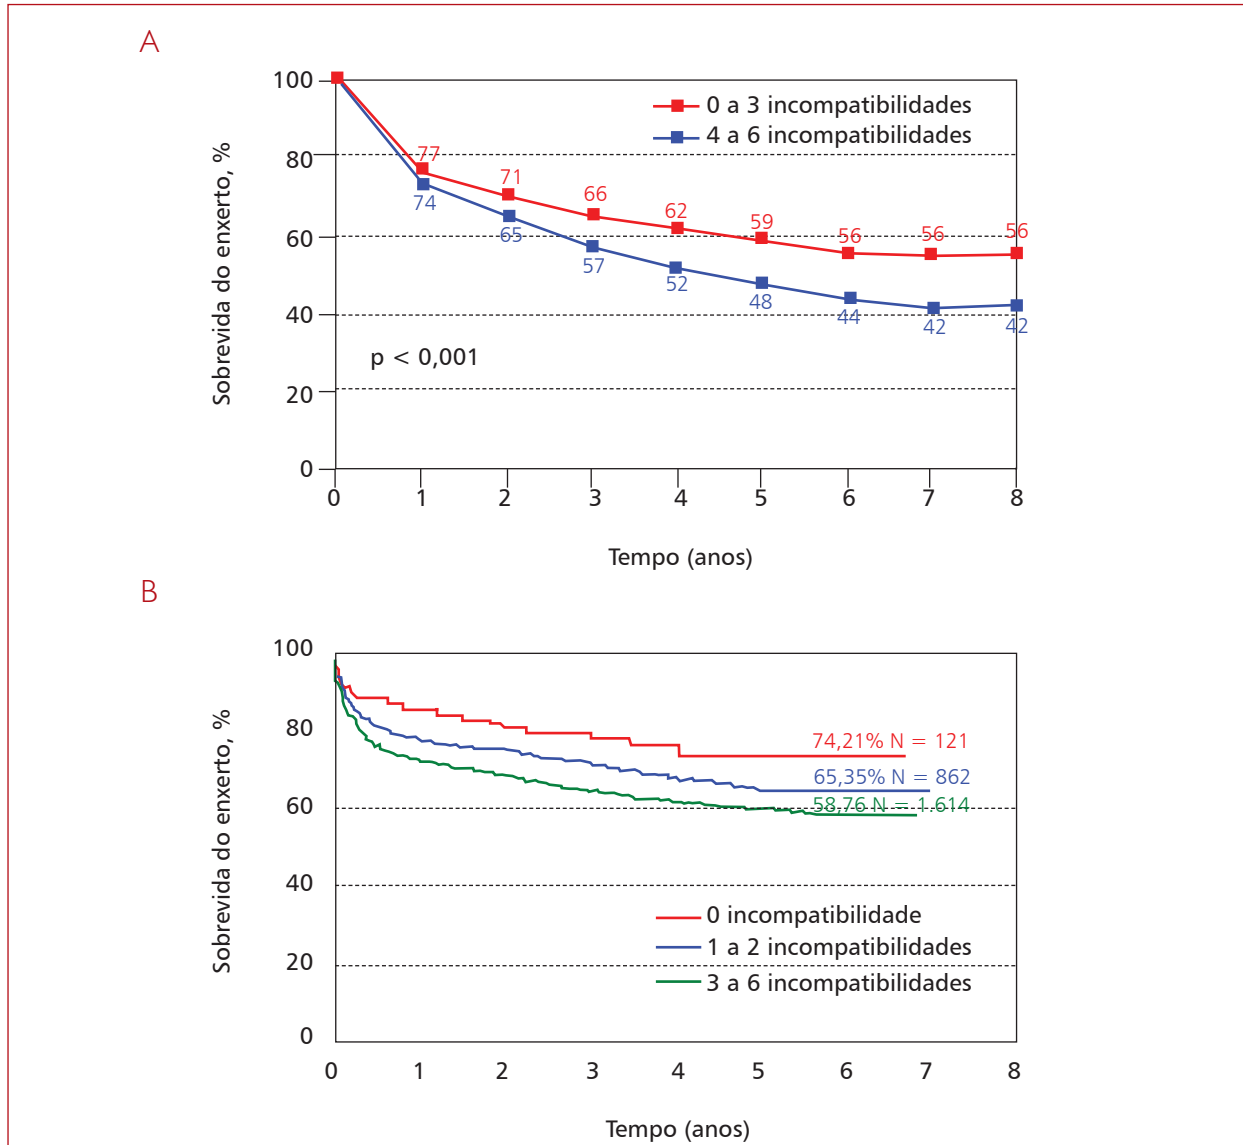 A
Sobrevida do enxerto, %
100
80
60
40
20
0
0 a 3 incompatibilidades
4 a 6 incompatibilidades
77
71
66
62
59
56
56
56
74
65
57
52
48
44
42
42
p < 0,001
0 1 2 3 4 5 6 7 8
Tempo (anos)
B
Sobrevida do enxerto, %
100
80
60
40
20
0
74,21% N = 121
65,35% N = 862
58,76 N = 1.614
0 incompatibilidade
1 a 2 incompatibilidades
3 a 6 incompatibilidades
0 1 2 3 4 5 6 7 8
Tempo (anos)